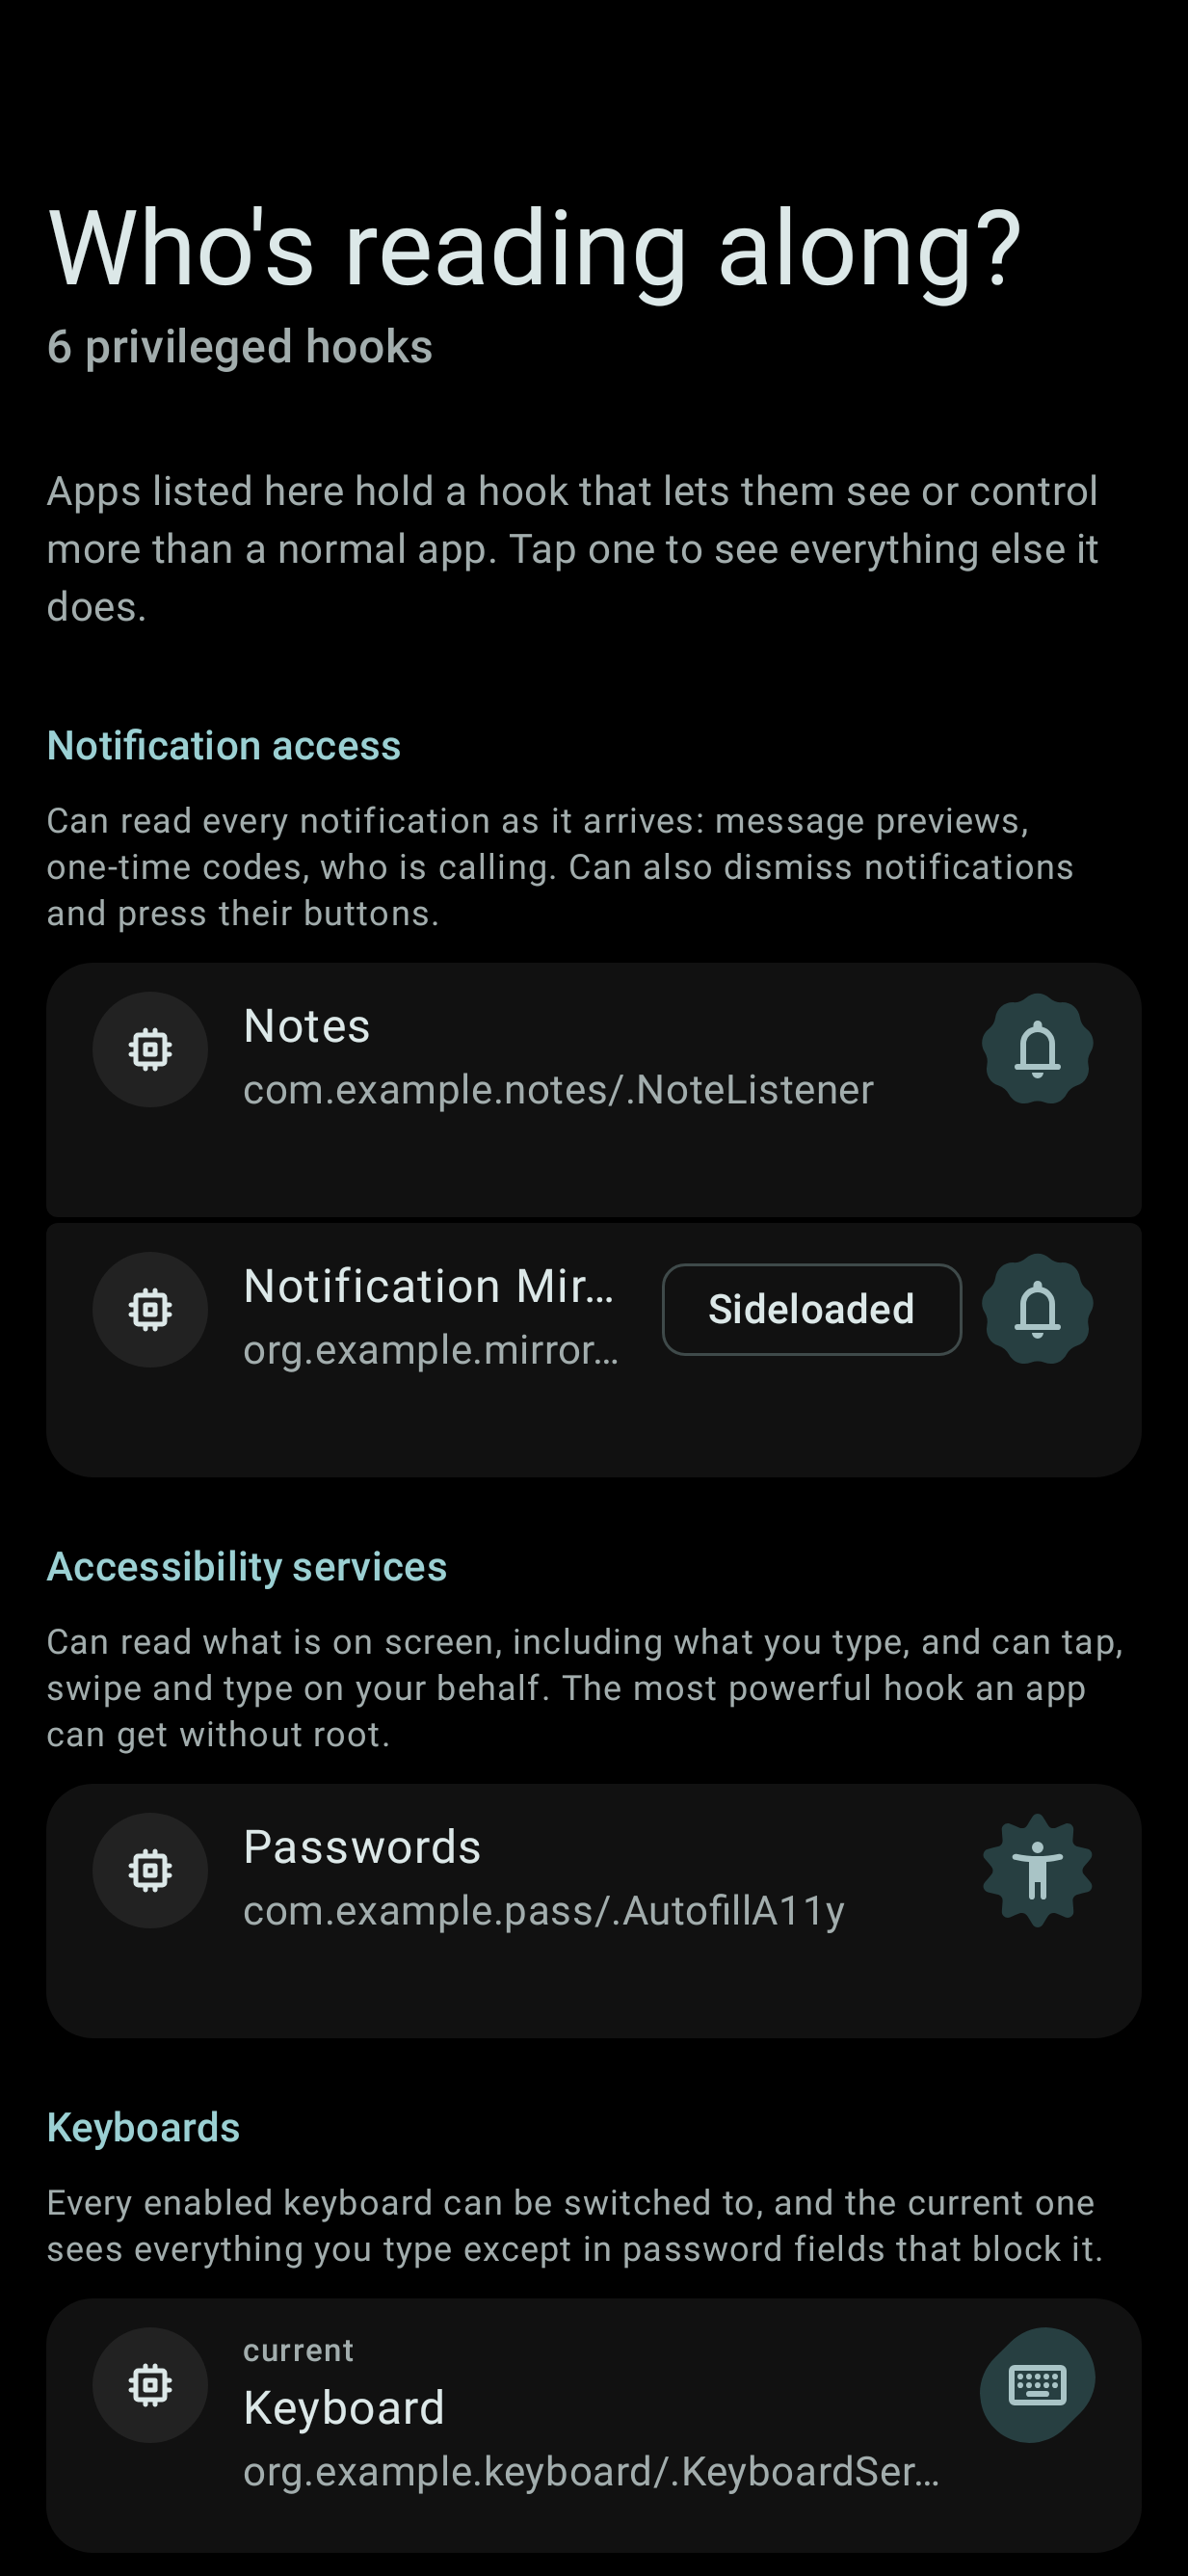 Who's reading along?
6 privileged hooks
Apps listed here hold a hook that lets them see or control
more than a normal app. Tap one to see everything else it
does.
Notification access
Can read every notification as it arrives: message previews,
one-time codes, who is calling. Can also dismiss notifications
and press their buttons.
Notes
com.example.notes/.NoteListener
Notification Mir…
Sideloaded
org.example.mirror…
Accessibility services
Can read what is on screen, including what you type, and can tap,
swipe and type on your behalf. The most powerful hook an app
can get without root.
Passwords
com.example.pass/.AutofillA11y
Keyboards
Every enabled keyboard can be switched to, and the current one
sees everything you type except in password fields that block it.
current
Keyboard
org.example.keyboard/.KeyboardSer…